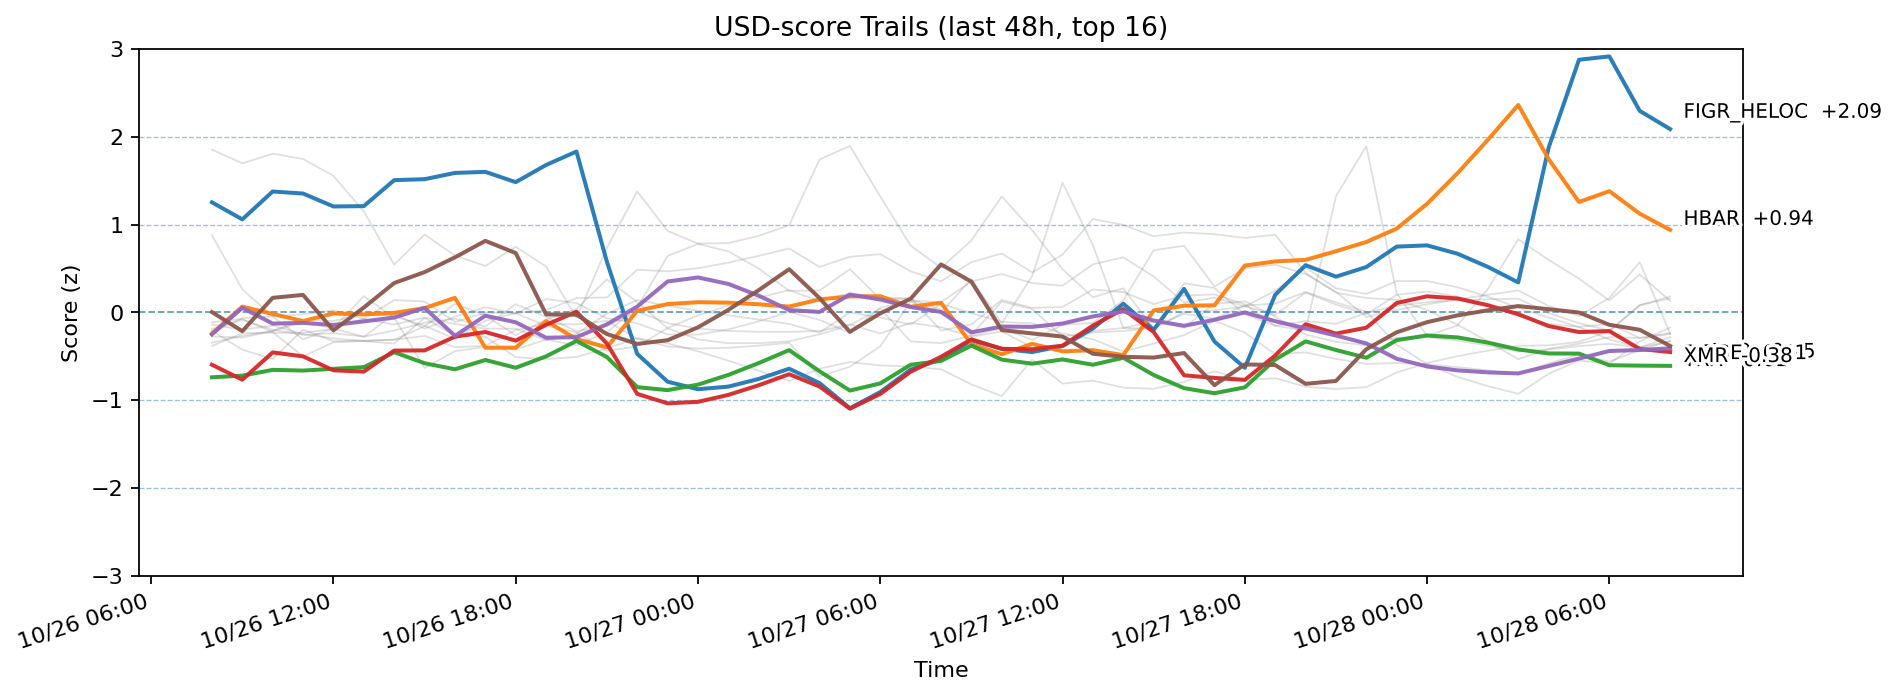 USD-score Trails (last 48h, top 16)
Score (z)
3
2
1
0
−1
−2
−3
FIGR_HELOC +2.09
HBAR +0.94
XMR -0.38
10/26 06:00
10/26 12:00
10/26 18:00
10/27 00:00
10/27 06:00
10/27 12:00
10/27 18:00
10/28 00:00
10/28 06:00
Time